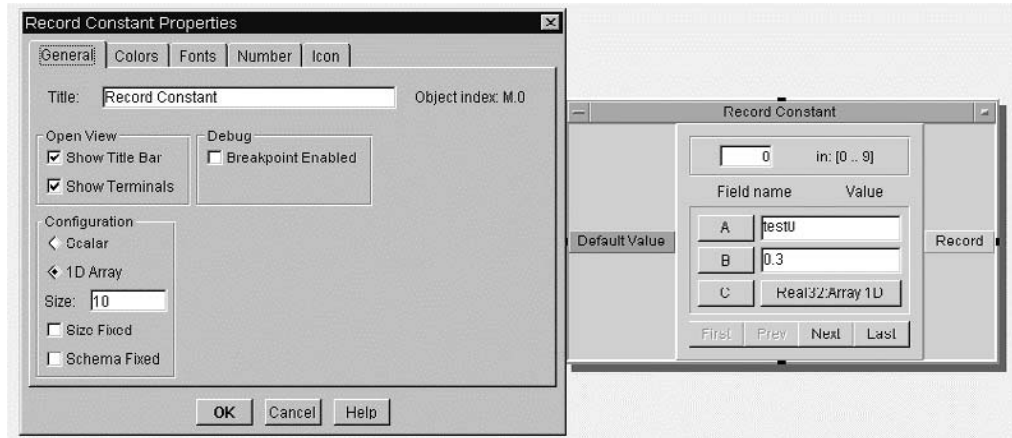 Record Constant Properties
General Colors Fonts Number Icon
Title: Record Constant Object index: M.0
Open View Debug
Show Title Bar Breakpoint Enabled
Show Terminals
Configuration
Scalar
1D Array
Size: 10
Size Fixed
Schema Fixed
OK Cancel Help
Record Constant
0 in: [0 .. 9]
Field name Value
Default Value
A test0
B 0.3
C Real32:Array 1D
Record
First Prev Next Last